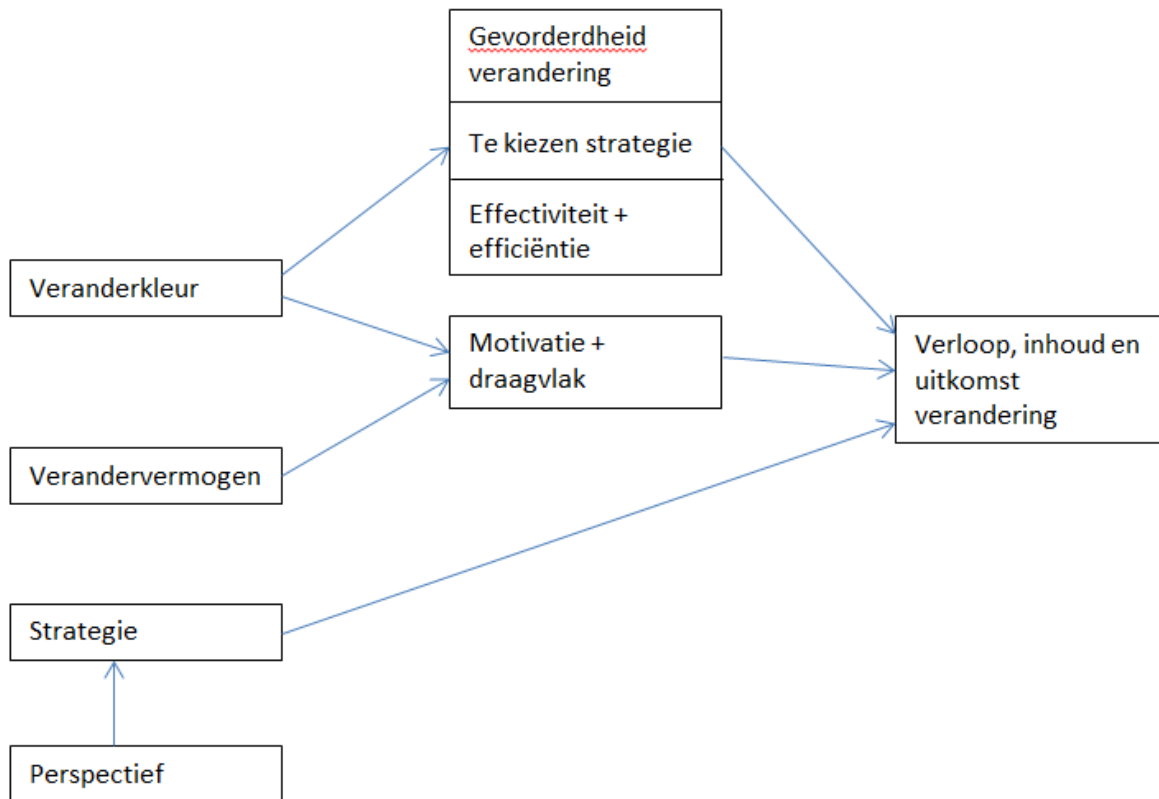 Gevorderdheid
verandering
Te kiezen strategie
Effectiviteit +
efficiëntie
Veranderkleur
Motivatie +
draagvlak
Verloop, inhoud en
uitkomst
verandering
Verandervermogen
Strategie
Perspectief